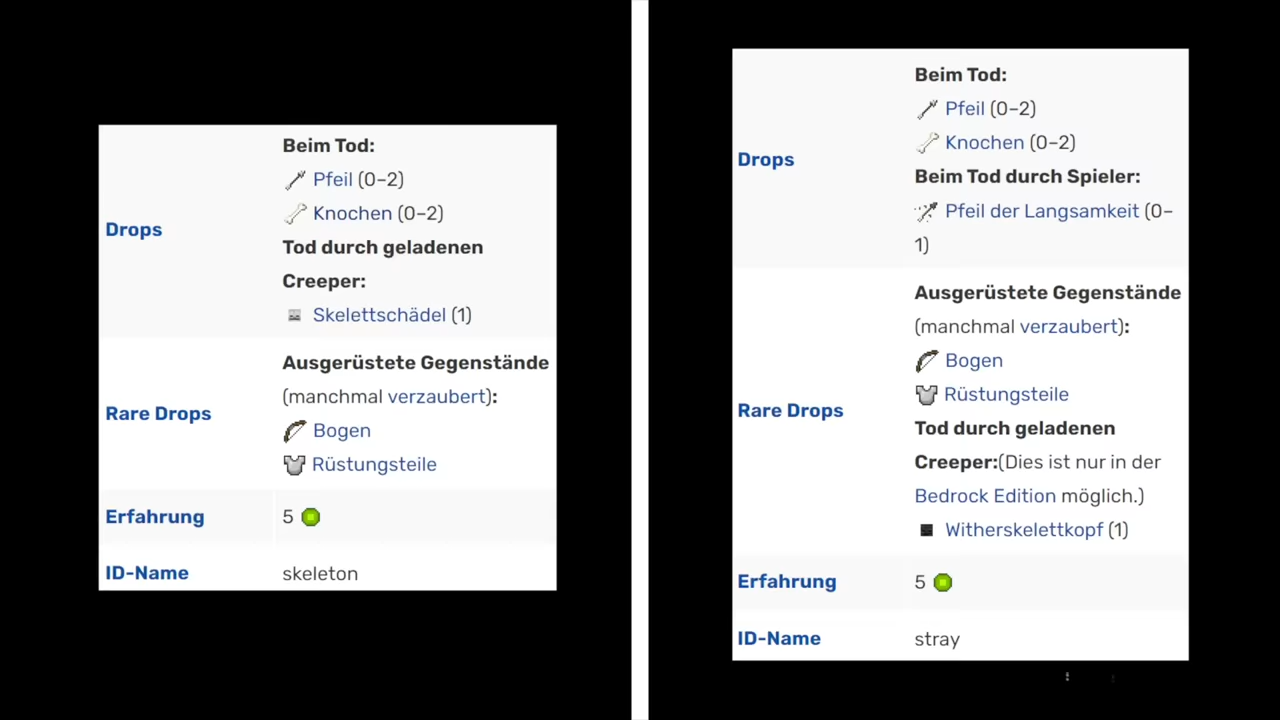 Drops
Beim Tod:
Pfeil (0–2)
Knochen (0–2)
Tod durch geladenen
Creeper:
Skelettschädel (1)
Rare Drops
Ausgerüstete Gegenstände
(manchmal verzaubert):
Bogen
Rüstungsteile
Erfahrung
5
ID-Name
skeleton
Drops
Beim Tod:
Pfeil (0–2)
Knochen (0–2)
Beim Tod durch Spieler:
Pfeil der Langsamkeit (0–
1)
Rare Drops
Ausgerüstete Gegenstände
(manchmal verzaubert):
Bogen
Rüstungsteile
Tod durch geladenen
Creeper:(Dies ist nur in der
Bedrock Edition möglich.)
Witherskelettkopf (1)
Erfahrung
5
ID-Name
stray